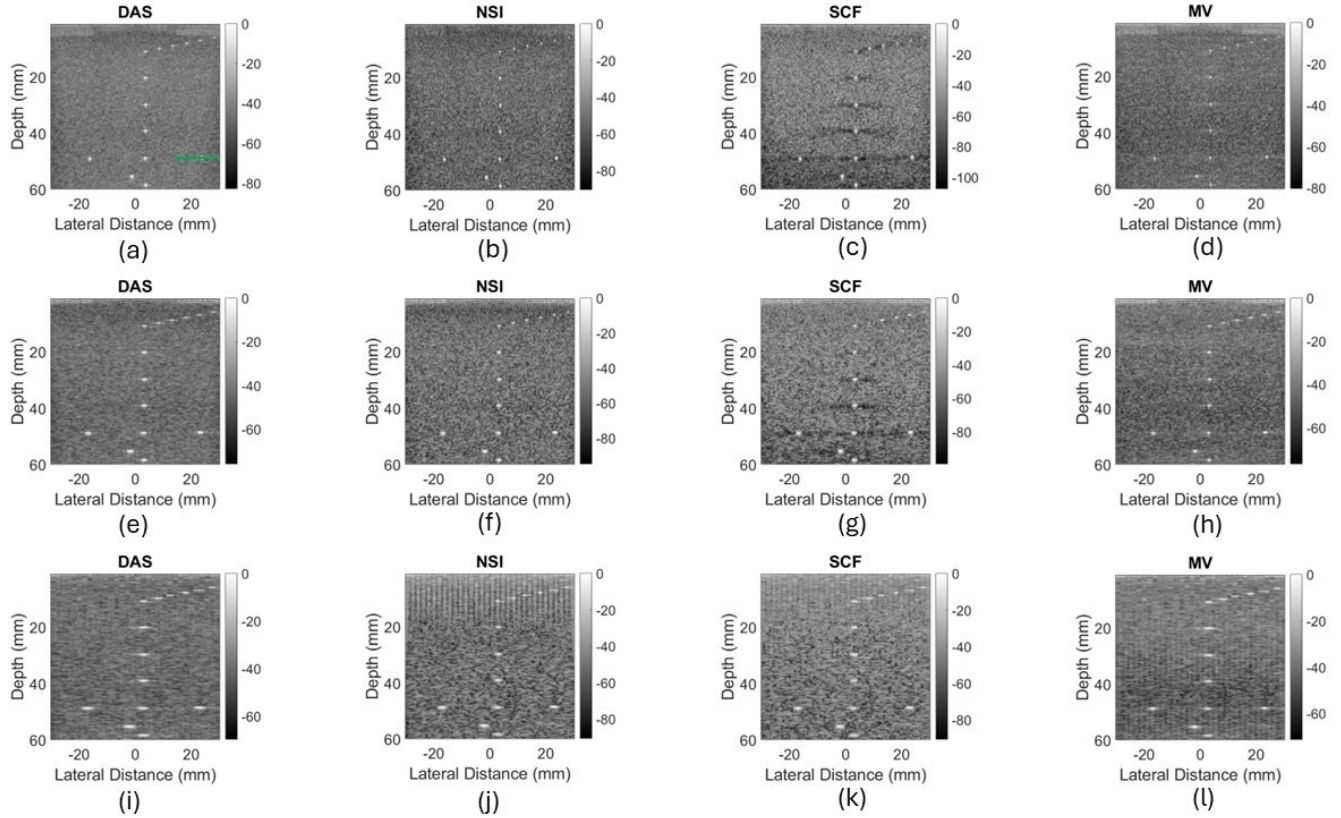 DAS NSI SCF MV
0 0 0 0
-20 -20 -20 -20
20 20 20 20
-40 -40 -40 -40
-60 -60 -60 -60
40 40 40 40
-80 -80 -80 -80
-100
60 60 60 60
Depth (mm) Depth (mm) Depth (mm) Depth (mm)
-20 0 20 -20 0 20 -20 0 20 -20 0 20
Lateral Distance (mm) Lateral Distance (mm) Lateral Distance (mm) Lateral Distance (mm)
(a) (b) (c) (d)
DAS NSI SCF MV
0 0 0 0
-20 -20 -20 -20
20 20 20 20
-40 -40 -40 -40
40 40 40 40
-60 -60 -60 -60
-80 -80
60 60 60 60
Depth (mm) Depth (mm) Depth (mm) Depth (mm)
-20 0 20 -20 0 20 -20 0 20 -20 0 20
Lateral Distance (mm) Lateral Distance (mm) Lateral Distance (mm) Lateral Distance (mm)
(e) (f) (g) (h)
DAS NSI SCF MV
0 0 0 0
-20 -20 -20 -20
20 20 20 20
-40 -40 -40 -40
40 40 40 40
-60 -60 -60 -60
-80 -80
60 60 60 60
Depth (mm) Depth (mm) Depth (mm) Depth (mm)
-20 0 20 -20 0 20 -20 0 20 -20 0 20
Lateral Distance (mm) Lateral Distance (mm) Lateral Distance (mm) Lateral Distance (mm)
(i) (j) (k) (l)